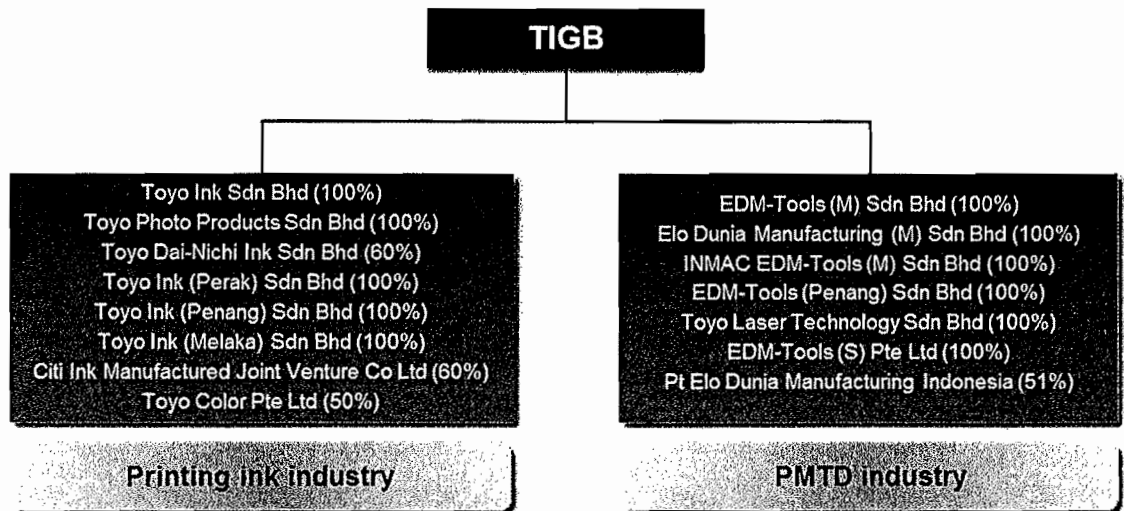 TIGB
Toyo Ink Sdn Bhd (100%)
Toyo Photo Products Sdn Bhd (100%)
Toyo Dai-Nichi Ink Sdn Bhd (60%)
Toyo Ink (Perak) Sdn Bhd (100%)
Toyo Ink (Penang) Sdn Bhd (100%)
Toyo Ink (Melaka) Sdn Bhd (100%)
Citi Ink Manufactured Joint Venture Co Ltd (60%)
Toyo Color Pte Ltd (50%)
Printing ink industry
EDM-Tools (M) Sdn Bhd (100%)
Elo Dunia Manufacturing (M) Sdn Bhd (100%)
INMAC EDM-Tools (M) Sdn Bhd (100%)
EDM-Tools (Penang) Sdn Bhd (100%)
Toyo Laser Technology Sdn Bhd (100%)
EDM-Tools (S) Pte Ltd (100%)
Pt Elo Dunia Manufacturing Indonesia (51%)
PMTD industry